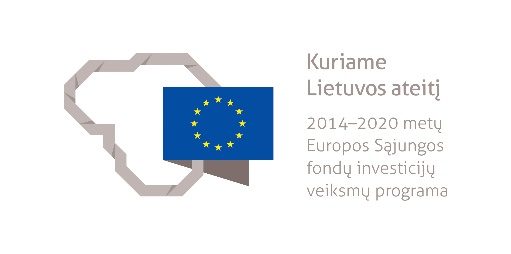 Kuriame
Lietuvos ateitį
2014–2020 metų
Europos Sąjungos
fondų investicijų
veiksmų programa